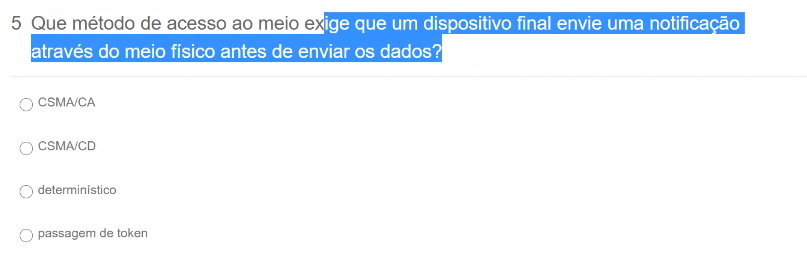 5 Que método de acesso ao meio exige que um dispositivo final envie uma notificação
através do meio físico antes de enviar os dados?
CSMA/CA
CSMA/CD
determinístico
passagem de token